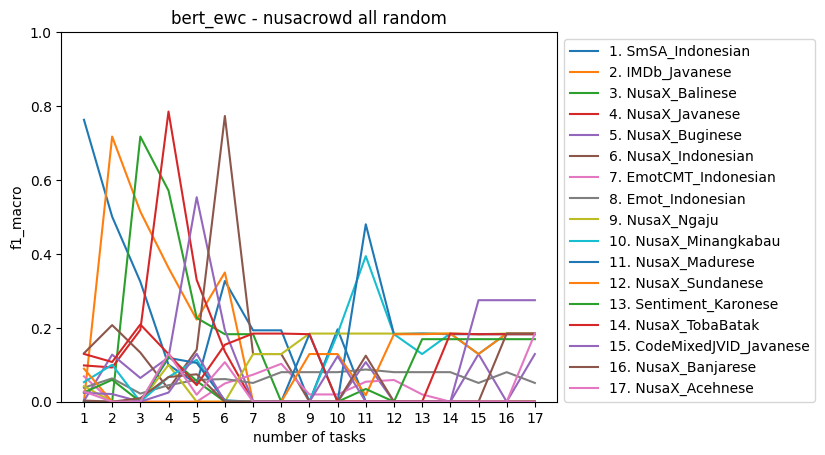 bert_ewc - nusacrowd all random
1.0
0.8
0.6
0.4
0.2
0.0
f1_macro
1 2 3 4 5 6 7 8 9 10 11 12 13 14 15 16 17
number of tasks
1. SmSA_Indonesian
2. IMDb_Javanese
3. NusaX_Balinese
4. NusaX_Javanese
5. NusaX_Buginese
6. NusaX_Indonesian
7. EmotCMT_Indonesian
8. Emot_Indonesian
9. NusaX_Ngaju
10. NusaX_Minangkabau
11. NusaX_Madurese
12. NusaX_Sundanese
13. Sentiment_Karonese
14. NusaX_TobaBatak
15. CodeMixedJVID_Javanese
16. NusaX_Banjarese
17. NusaX_Acehnese